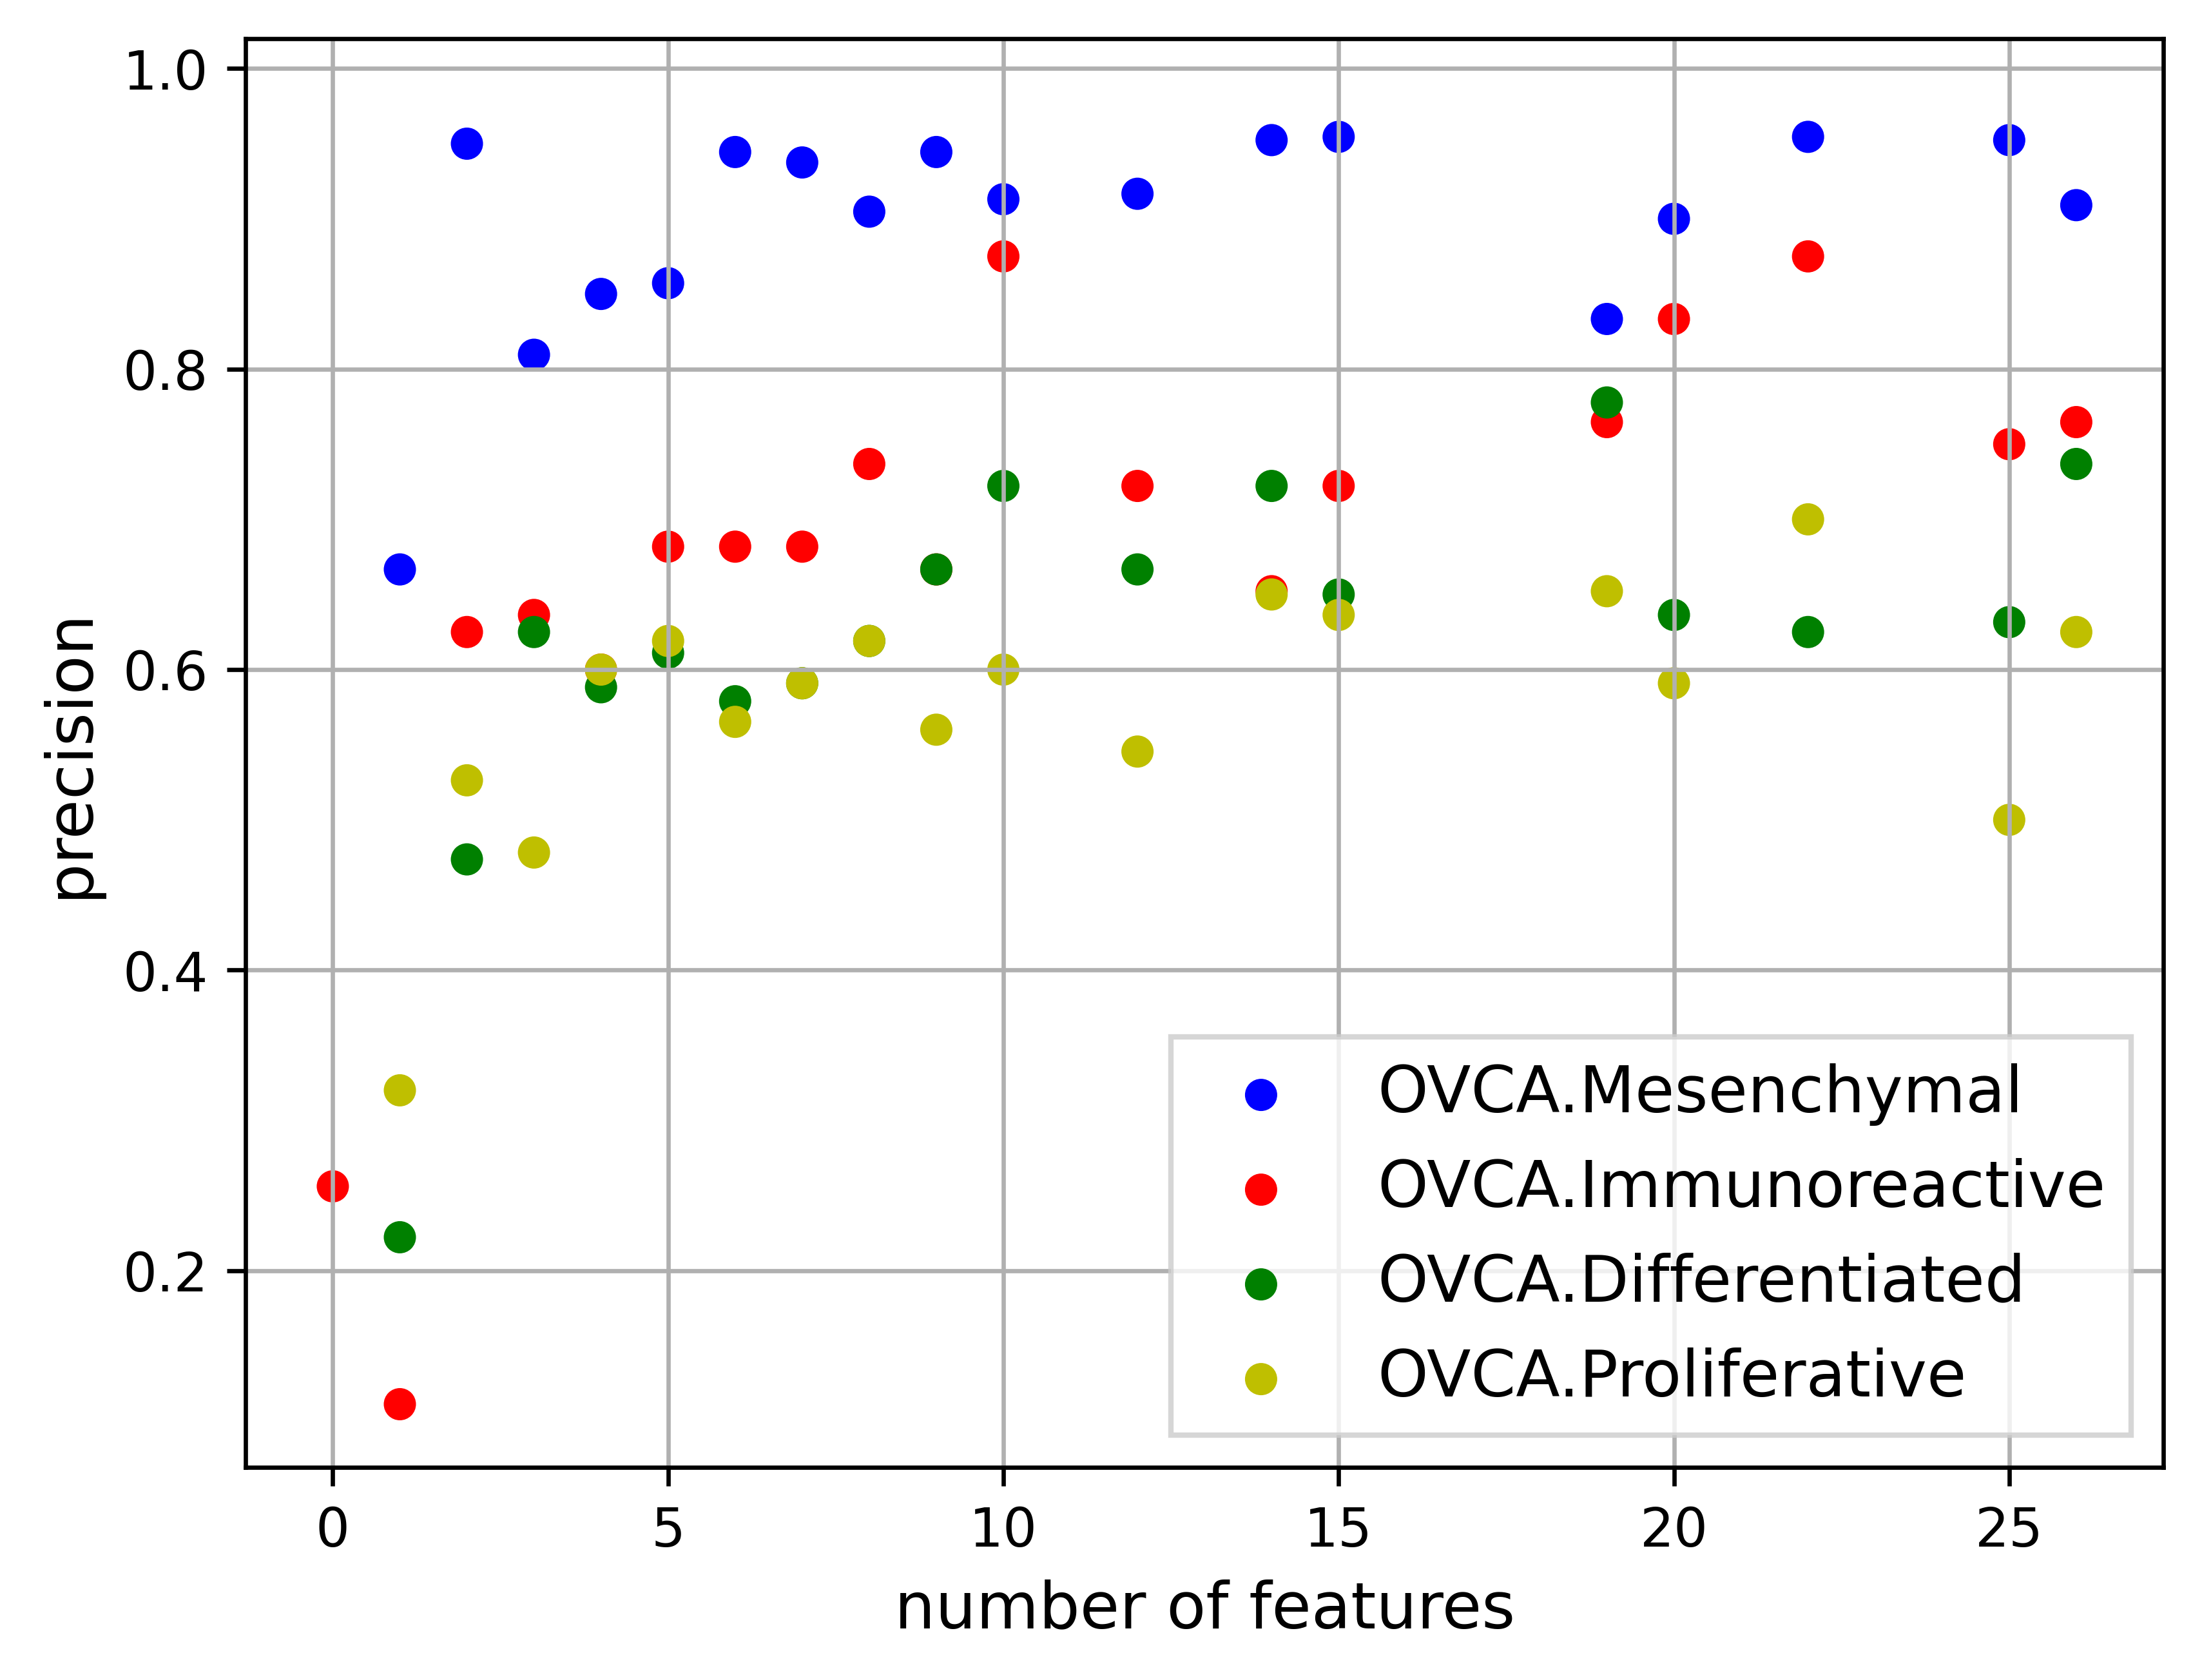 1.0
0.8
0.6
0.4
0.2
precision
OVCA.Mesenchymal
OVCA.Immunoreactive
OVCA.Differentiated
OVCA.Proliferative
0 5 10 15 20 25
number of features